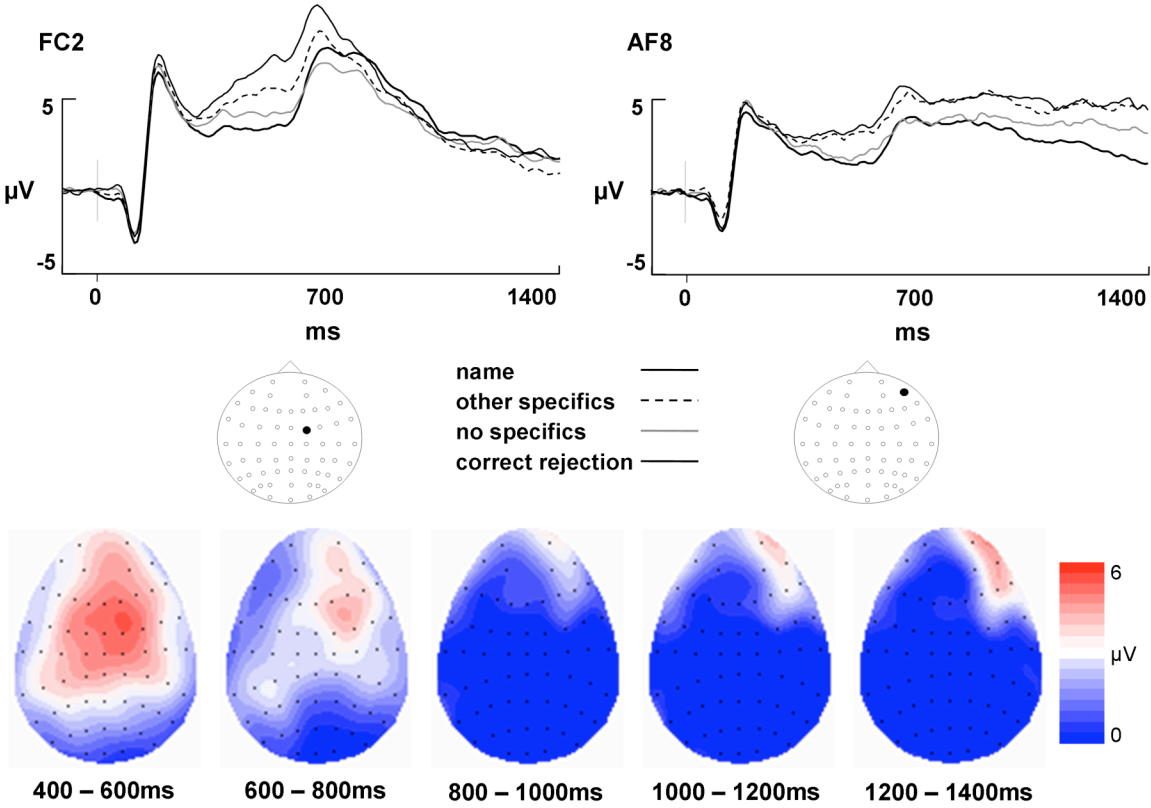 FC2
AF8
5
µV
-5
0
700
1400
ms
5
µV
-5
0
700
1400
ms
name
other specifics
no specifics
correct rejection
6
µV
0
400 – 600ms
600 – 800ms
800 – 1000ms
1000 – 1200ms
1200 – 1400ms